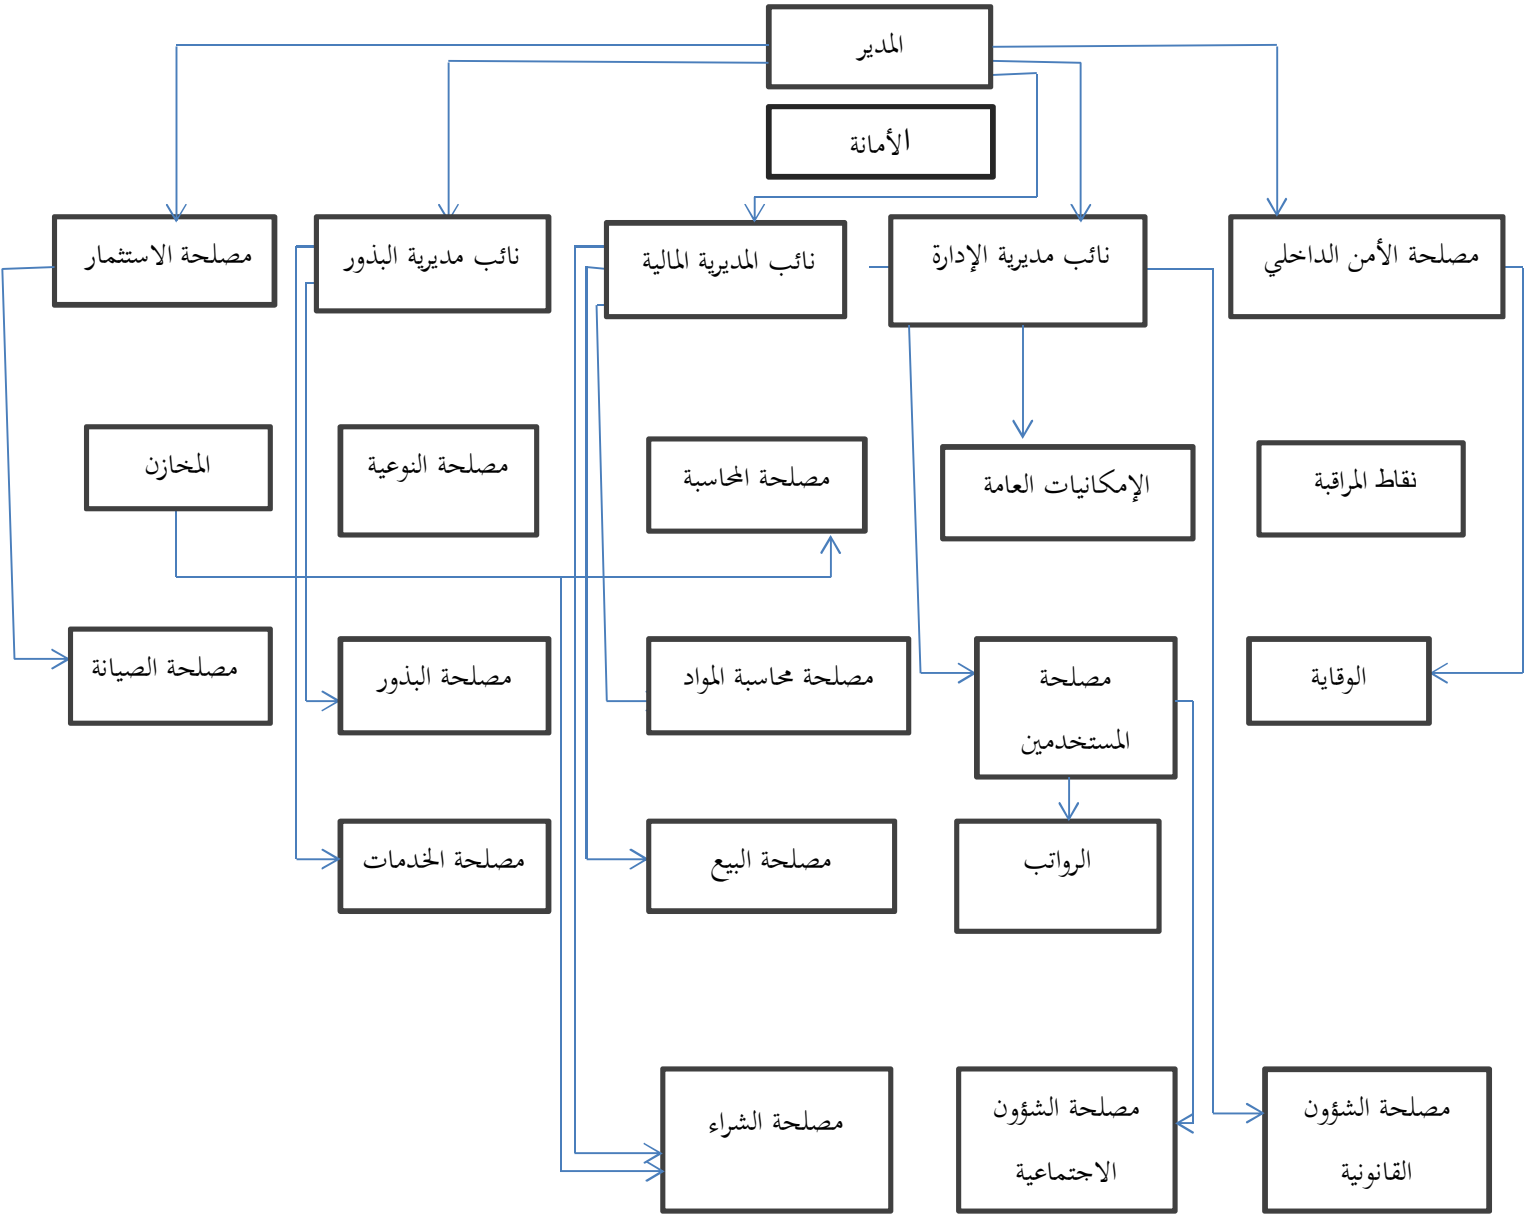 المدير
الأمانة
مصلحة الأمن الداخلي
نائب مديرية الإدارة
نائب المديرية المالية
نائب مديرية البذور
مصلحة الاستثمار
نقاط المراقبة
الإمكانيات العامة
مصلحة المحاسبة
مصلحة النوعية
المخازن
الوقاية
مصلحة
المستخدمين
مصلحة محاسبة المواد
مصلحة البذور
مصلحة الصيانة
الرواتب
مصلحة البيع
مصلحة الخدمات
مصلحة الشؤون
القانونية
مصلحة الشؤون
الاجتماعية
مصلحة الشراء